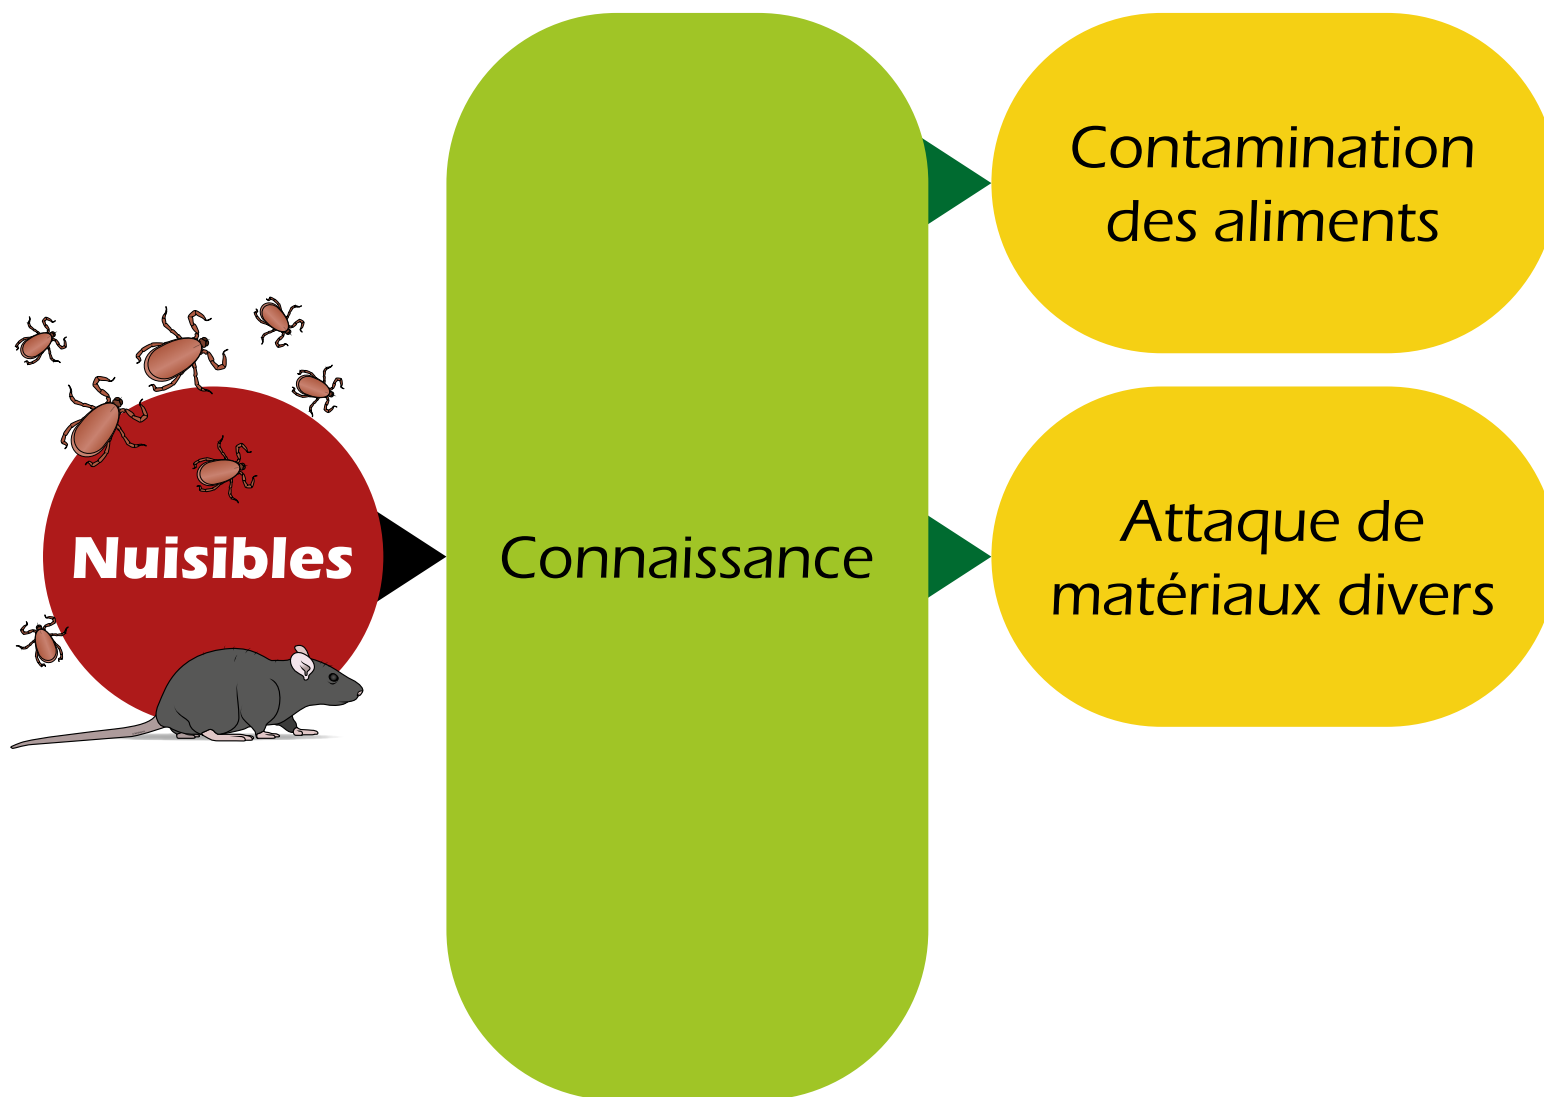 Nuisibles
Connaissance
Contamination
des aliments
Attaque de
matériaux divers